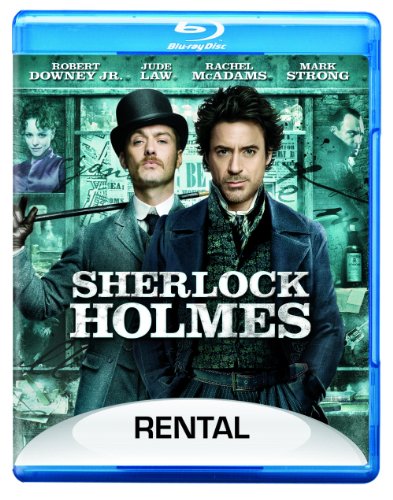 Blu-ray Disc
ROBERT DOWNEY JR.
JUDE LAW
RACHEL McADAMS
MARK STRONG
SHERLOCK
HOLMES
RENTAL